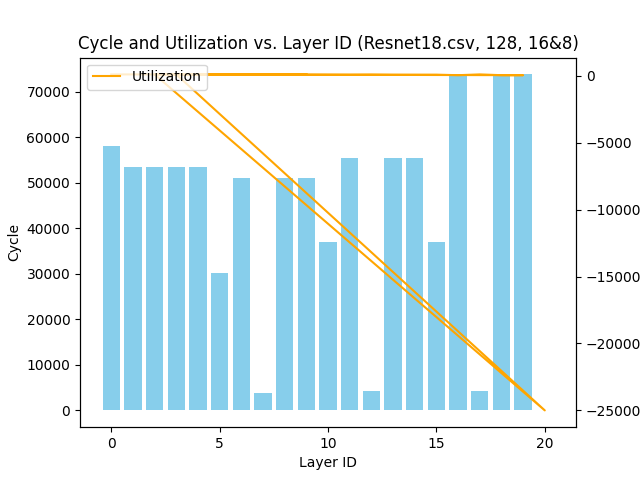 Cycle and Utilization vs. Layer ID (Resnet18.csv, 128, 16&8)
Utilization
Cycle
70000
60000
50000
40000
30000
20000
10000
0
0
−5000
−10000
−15000
−20000
−25000
0 5 10 15 20
Layer ID